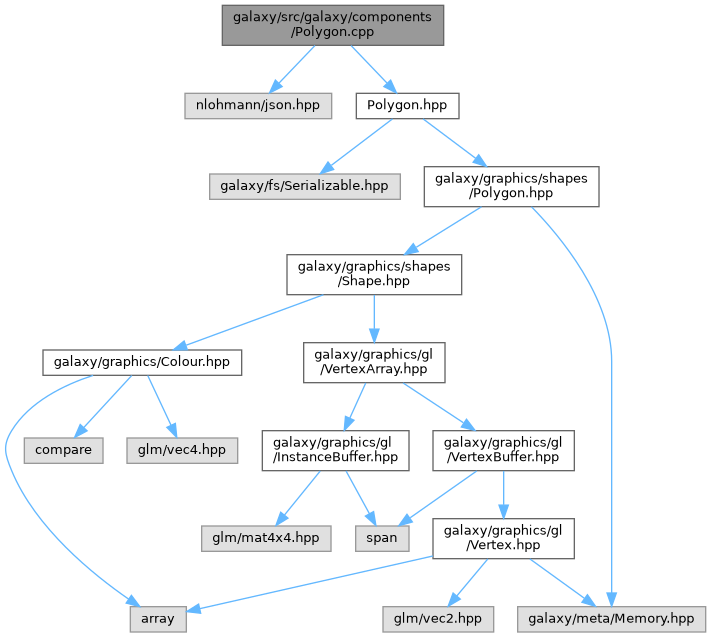 galaxy/src/galaxy/components
/Polygon.cpp
nlohmann/json.hpp
Polygon.hpp
galaxy/fs/Serializable.hpp
galaxy/graphics/shapes
/Polygon.hpp
galaxy/graphics/shapes
/Shape.hpp
galaxy/graphics/Colour.hpp
galaxy/graphics/gl
/VertexArray.hpp
compare
glm/vec4.hpp
galaxy/graphics/gl
/InstanceBuffer.hpp
galaxy/graphics/gl
/VertexBuffer.hpp
glm/mat4x4.hpp
span
galaxy/graphics/gl
/Vertex.hpp
array
glm/vec2.hpp
galaxy/meta/Memory.hpp